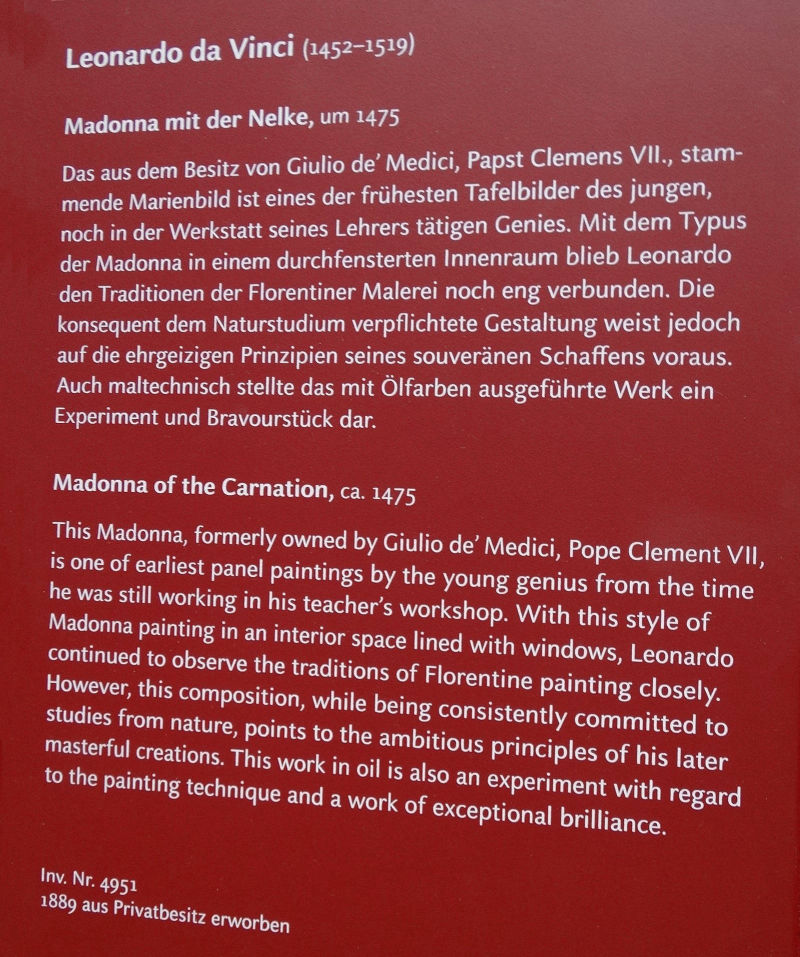 Leonardo da Vinci (1452–1519)
Madonna mit der Nelke, um 1475
Das aus dem Besitz von Giulio de’ Medici, Papst Clemens VII., stam-
mende Marienbild ist eines der frühesten Tafelbilder des jungen,
noch in der Werkstatt seines Lehrers tätigen Genies. Mit dem Typus
der Madonna in einem durchfensterten Innenraum blieb Leonardo
den Traditionen der Florentiner Malerei noch eng verbunden. Die
konsequent dem Naturstudium verpflichtete Gestaltung weist jedoch
auf die ehrgeizigen Prinzipien seines souveränen Schaffens voraus.
Auch maltechnisch stellte das mit Ölfarben ausgeführte Werk ein
Experiment und Bravourstück dar.
Madonna of the Carnation, ca. 1475
This Madonna, formerly owned by Giulio de’ Medici, Pope Clement VII,
is one of earliest panel paintings by the young genius from the time
he was still working in his teacher’s workshop. With this style of
Madonna painting in an interior space lined with windows, Leonardo
continued to observe the traditions of Florentine painting closely.
However, this composition, while being consistently committed to
studies from nature, points to the ambitious principles of his later
masterful creations. This work in oil is also an experiment with regard
to the painting technique and a work of exceptional brilliance.
Inv. Nr. 4951
1889 aus Privatbesitz erworben